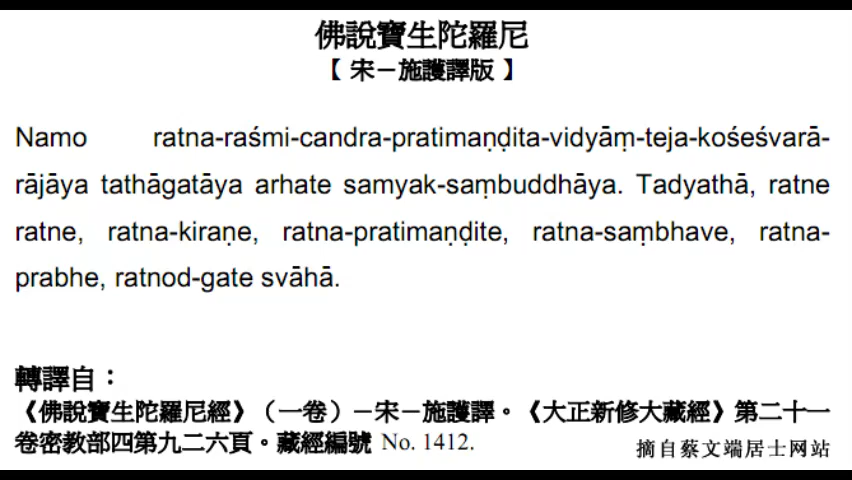 佛說寶生陀羅尼
【 宋－施護譯版 】
Namo ratna-raśmi-candra-pratimaṇḍita-vidyāṃ-teja-kośeśvarā-
rājāya tathāgatāya arhate samyak-saṃbuddhāya. Tadyathā, ratne
ratne, ratna-kiraṇe, ratna-pratimaṇḍite, ratna-saṃbhave, ratna-
prabhe, ratnod-gate svāhā.
轉譯自：
《佛說寶生陀羅尼經》（一卷）－宋－施護譯。《大正新修大藏經》第二十一
卷密教部四第九二六頁。藏經編號 No. 1412.
摘自蔡文端居士网站